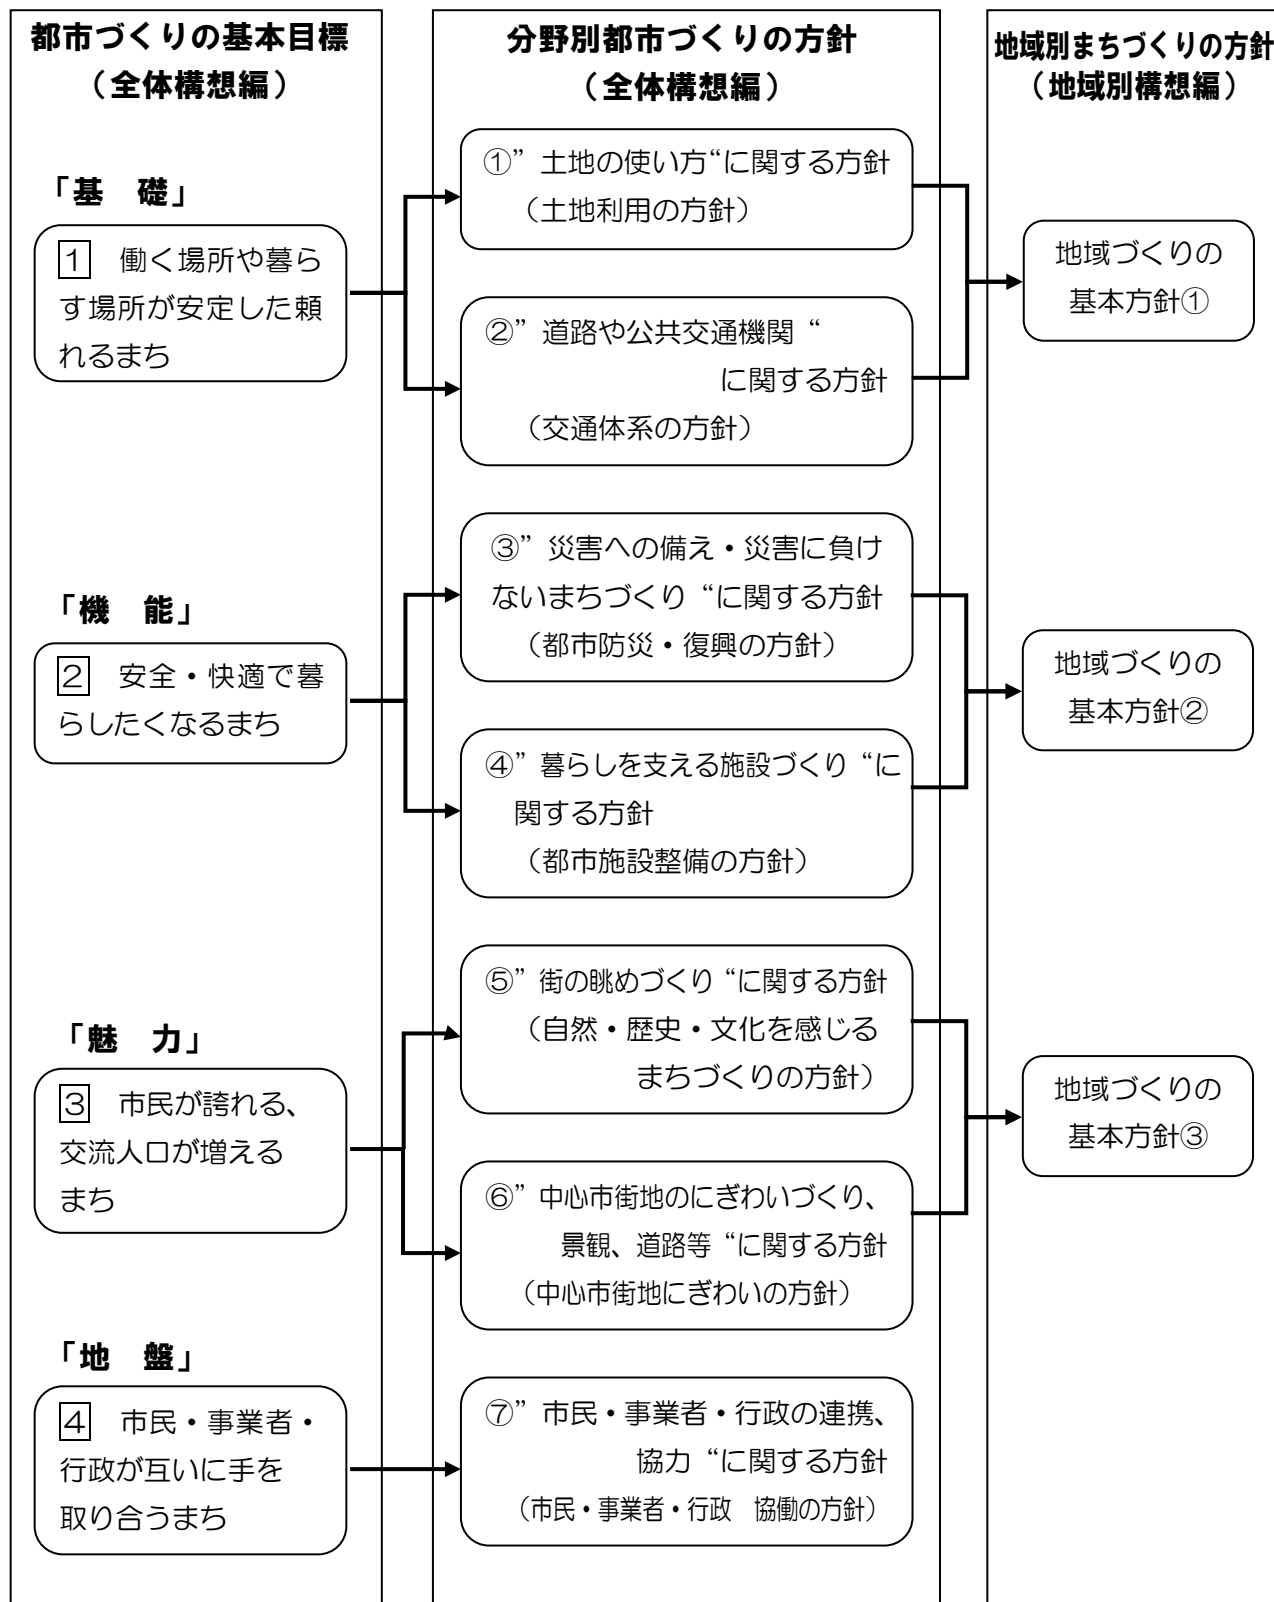 都市づくりの基本目標
（全体構想編）
「基　礎」
1　働く場所や暮ら
す場所が安定した頼
れるまち
「機　能」
2　安全・快適で暮
らしたくなるまち
「魅　力」
3　市民が誇れる、
交流人口が増える
まち
「地　盤」
4　市民・事業者・
行政が互いに手を
取り合うまち
分野別都市づくりの方針
（全体構想編）
①”土地の使い方“に関する方針
（土地利用の方針）
②”道路や公共交通機関“
に関する方針
（交通体系の方針）
③”災害への備え・災害に負け
ないまちづくり“に関する方針
（都市防災・復興の方針）
④”暮らしを支える施設づくり“に
関する方針
（都市施設整備の方針）
⑤”街の眺めづくり“に関する方針
（自然・歴史・文化を感じる
まちづくりの方針）
⑥”中心市街地のにぎわいづくり、
景観、道路等“に関する方針
（中心市街地にぎわいの方針）
⑦”市民・事業者・行政の連携、
協力“に関する方針
（市民・事業者・行政　協働の方針）
地域別まちづくりの方針
（地域別構想編）
地域づくりの
基本方針①
地域づくりの
基本方針②
地域づくりの
基本方針③